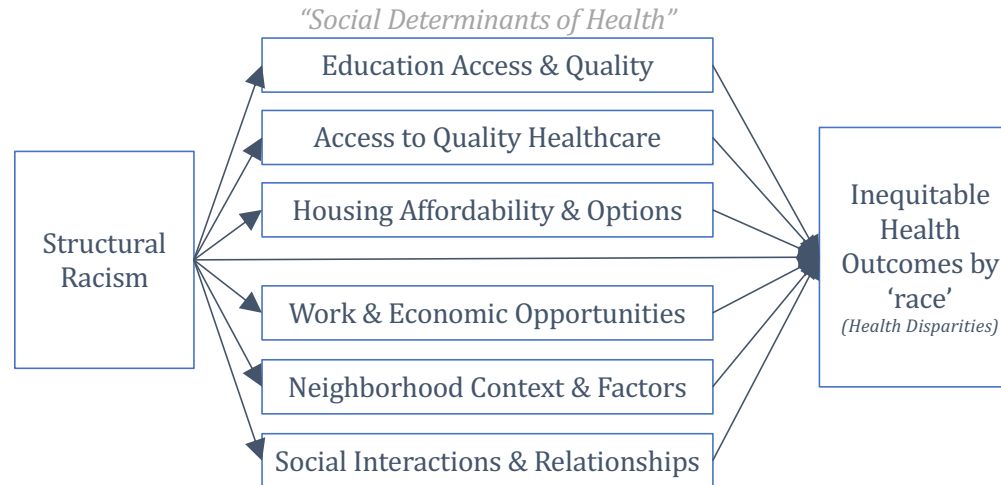 “Social Determinants of Health”
Structural
Racism
Education Access & Quality
Access to Quality Healthcare
Housing Affordability & Options
Work & Economic Opportunities
Neighborhood Context & Factors
Social Interactions & Relationships
Inequitable
Health
Outcomes by
‘race’
(Health Disparities)